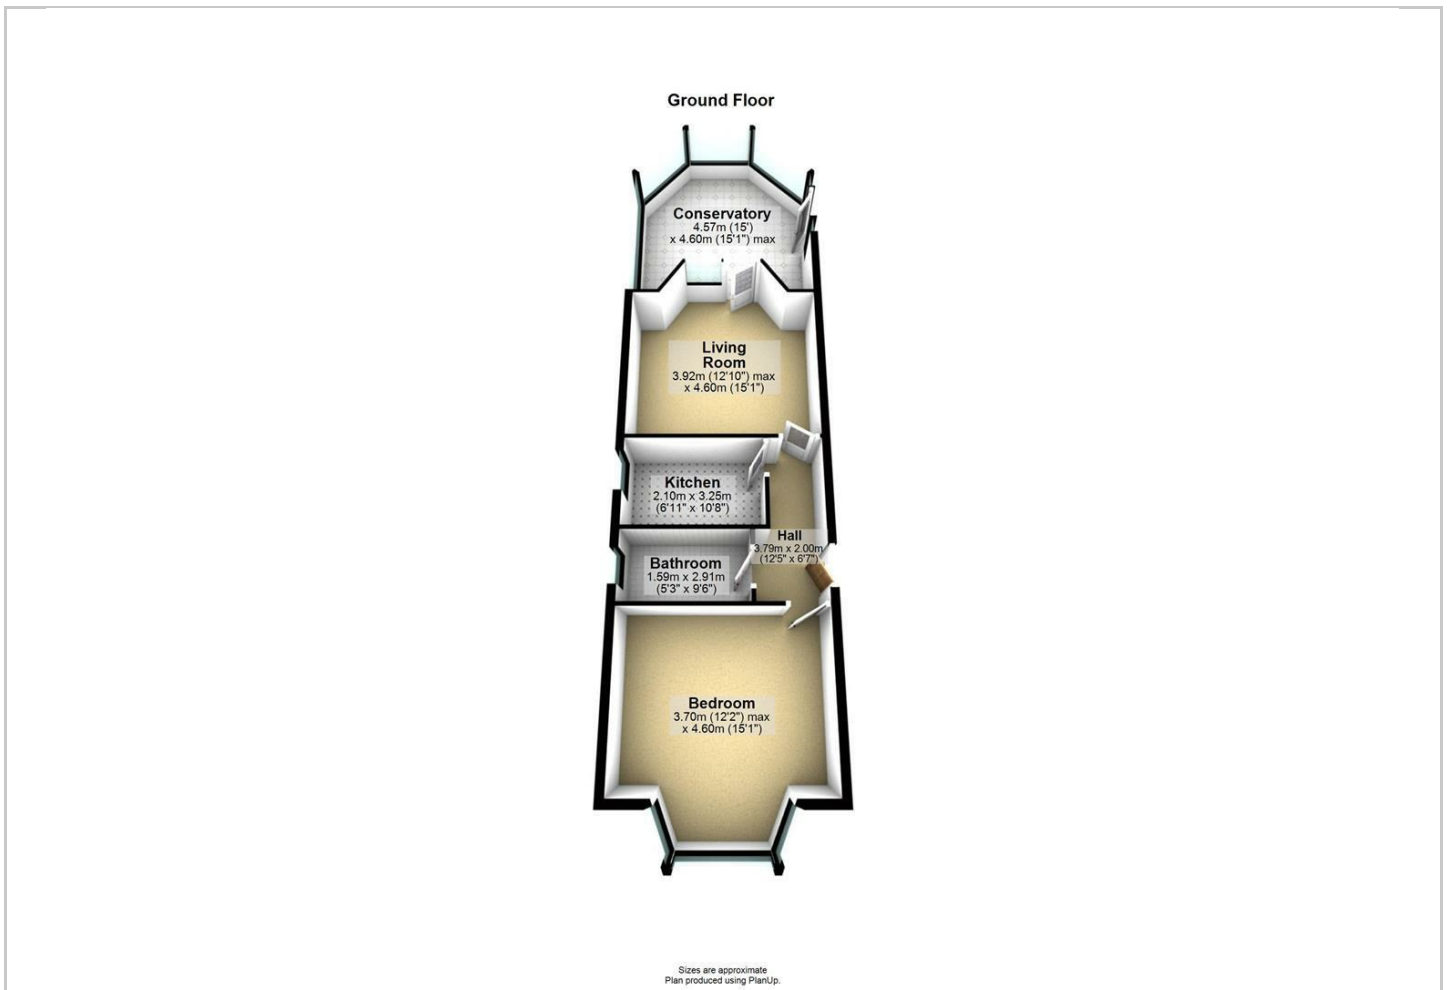 Ground Floor
Conservatory
4.57m (15')
x 4.60m (15'1") max
Living
Room
3.92m (12'10") max
x 4.60m (15'1")
Kitchen
2.10m x 3.25m
(6'11" x 10'8")
Hall
3.79m x 2.00m
(12'5" x 6'7")
Bathroom
1.59m x 2.91m
(5'3" x 9'6")
Bedroom
3.70m (12'2") max
x 4.60m (15'1")
Sizes are approximate
Plan produced using PlanUp.